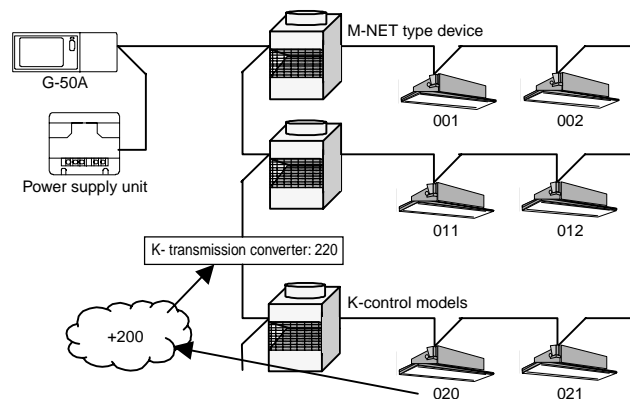 M-NET type device
G-50A
001
002
Power supply unit
011
012
K- transmission converter: 220
K-control models
+200
020
021